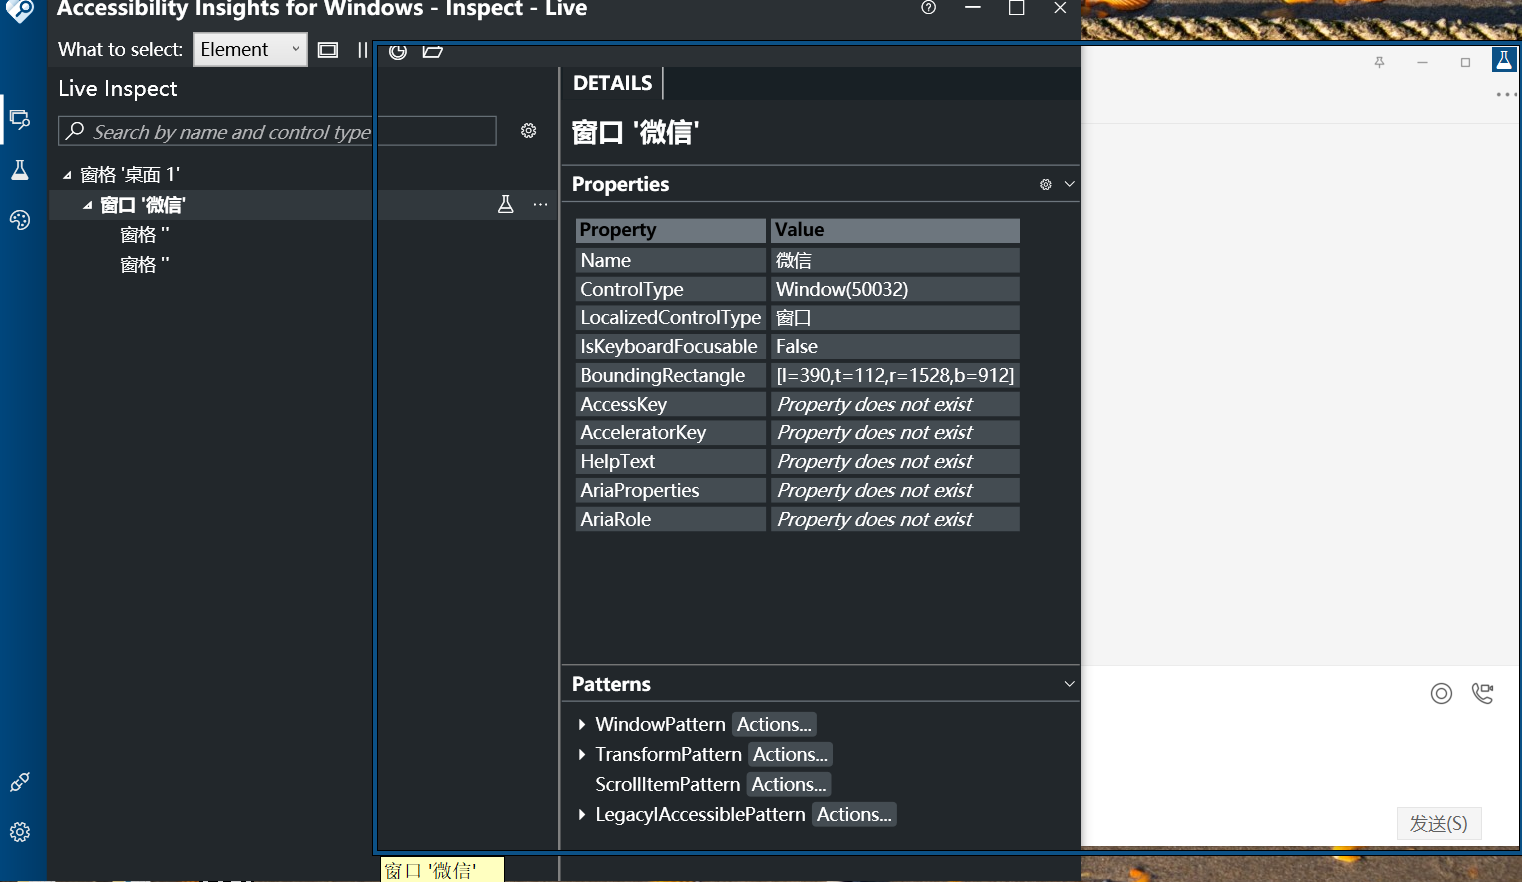 Accessibility Insights for Windows - Inspect - Live
What to select: Element
Live Inspect
Search by name and control type
窗格 '桌面 1'
窗口 '微信'
窗格 ''
窗格 ''
DETAILS
窗口 '微信'
Properties
Property Value
Name 微信
ControlType Window(50032)
LocalizedControlType 窗口
IsKeyboardFocusable False
BoundingRectangle [l=390,t=112,r=1528,b=912]
AccessKey Property does not exist
AcceleratorKey Property does not exist
HelpText Property does not exist
AriaProperties Property does not exist
AriaRole Property does not exist
Patterns
WindowPattern Actions...
TransformPattern Actions...
ScrollItemPattern Actions...
LegacyIAccessiblePattern Actions...
发送(S)
窗口 '微信'